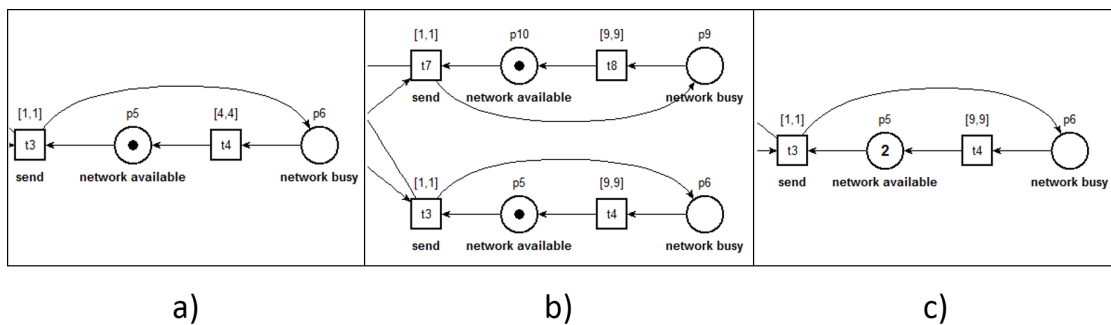 [1,1]
p5
[4,4]
p6
t3
t4
send
network available
network busy
[1,1]
p10
[9,9]
p9
t7
t8
send
network available
network busy
[1,1]
p5
[9,9]
p6
t3
t4
send
network available
network busy
[1,1]
p5
[9,9]
p6
t3
2
t4
send
network available
network busy
a)
b)
c)